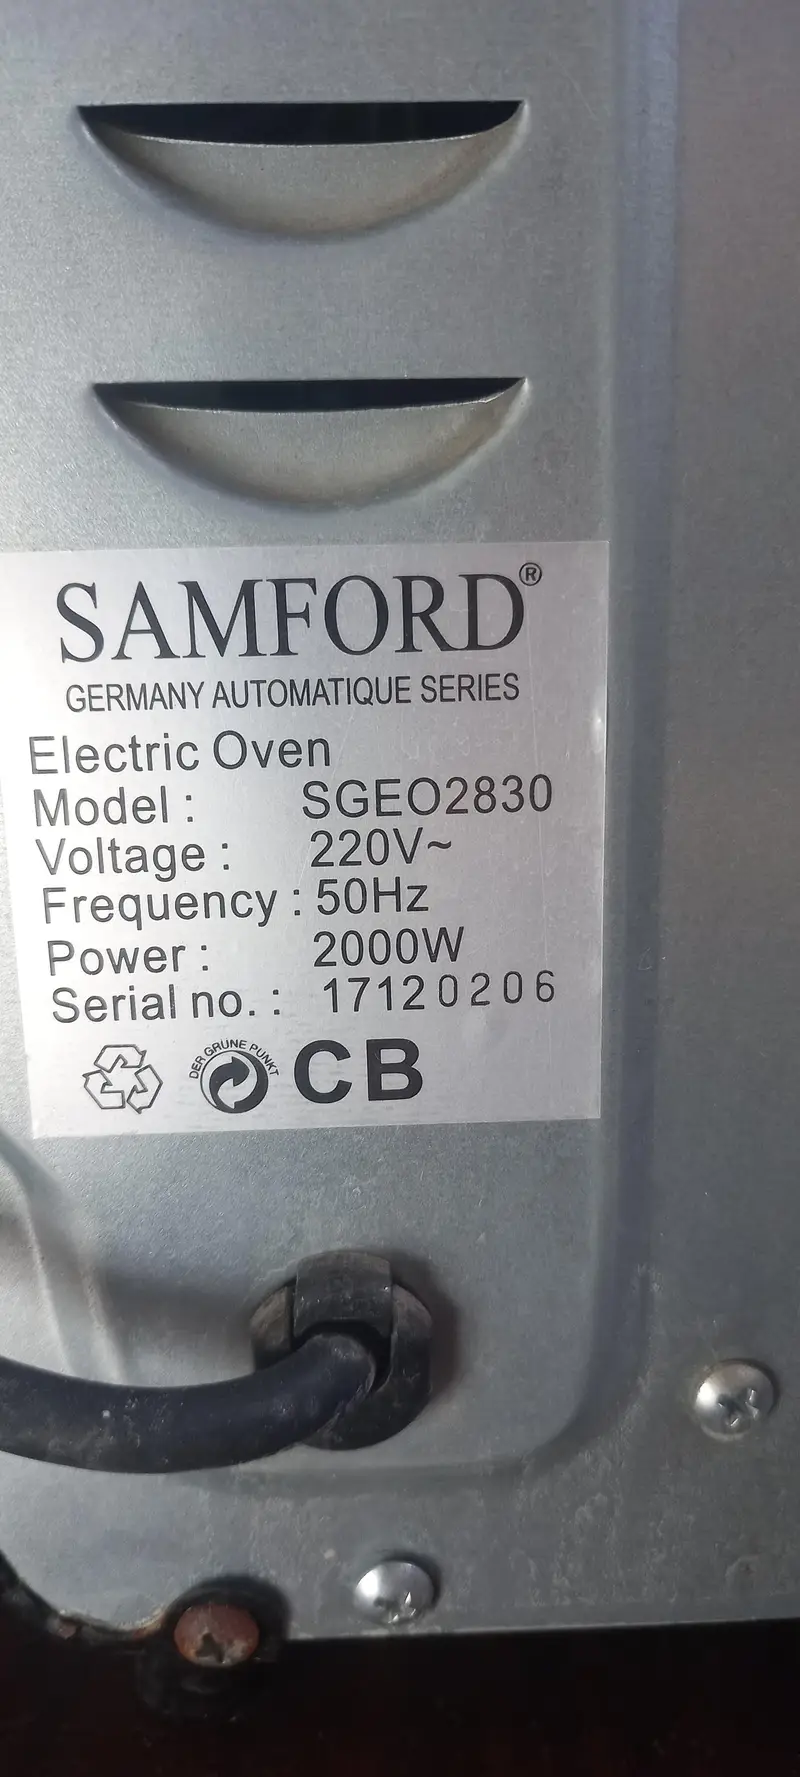 SAMFORD®
GERMANY AUTOMATIQUE SERIES
Electric Oven
Model : SGEO2830
Voltage : 220V~
Frequency : 50Hz
Power : 2000W
Serial no. : 17120206
DER GRÜNE PUNKT
CB